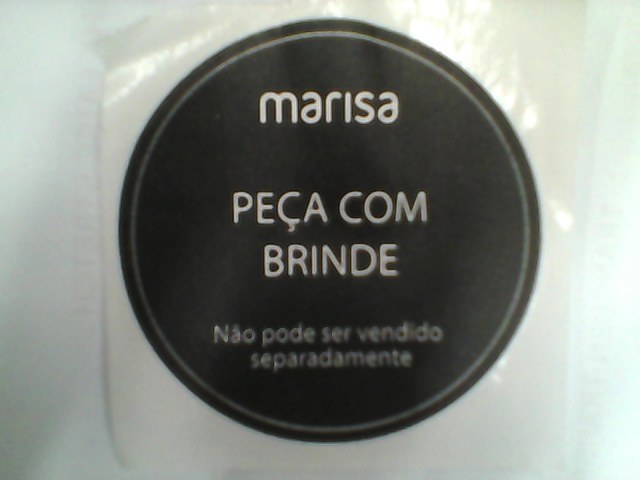 marisa
PEÇA COM
BRINDE
Não pode ser vendido
separadamente